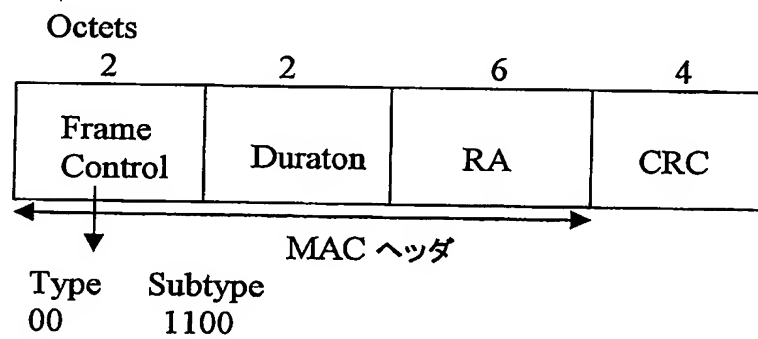 Octets
2 2 6 4
Frame Control Duraton RA CRC
MAC ヘッダ
Type Subtype
00 1100